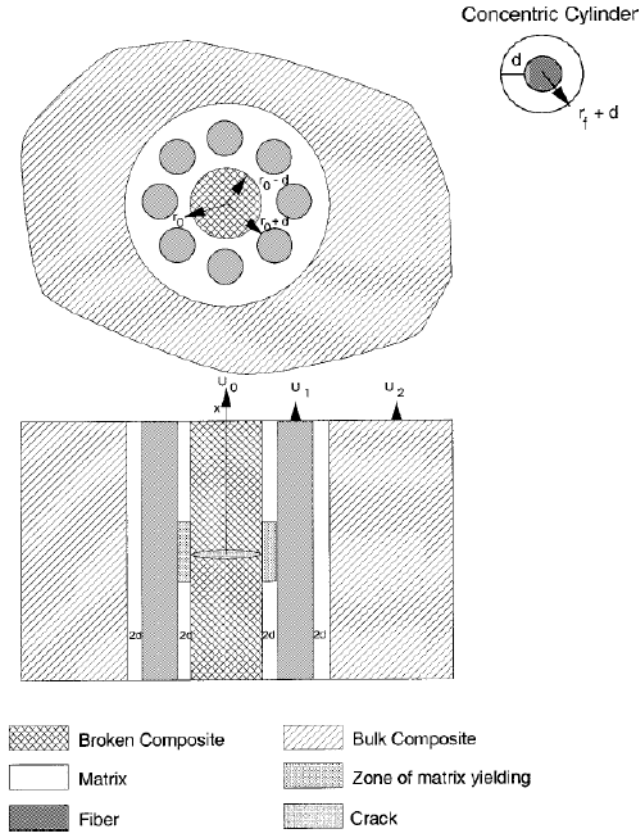 Concentric Cylinder
d
r_f + d
r_0 - d
r_0
r_0 + d
U_0
x
U_1
U_2
2d
2d
2d
2d
Broken Composite
Bulk Composite
Matrix
Zone of matrix yielding
Fiber
Crack